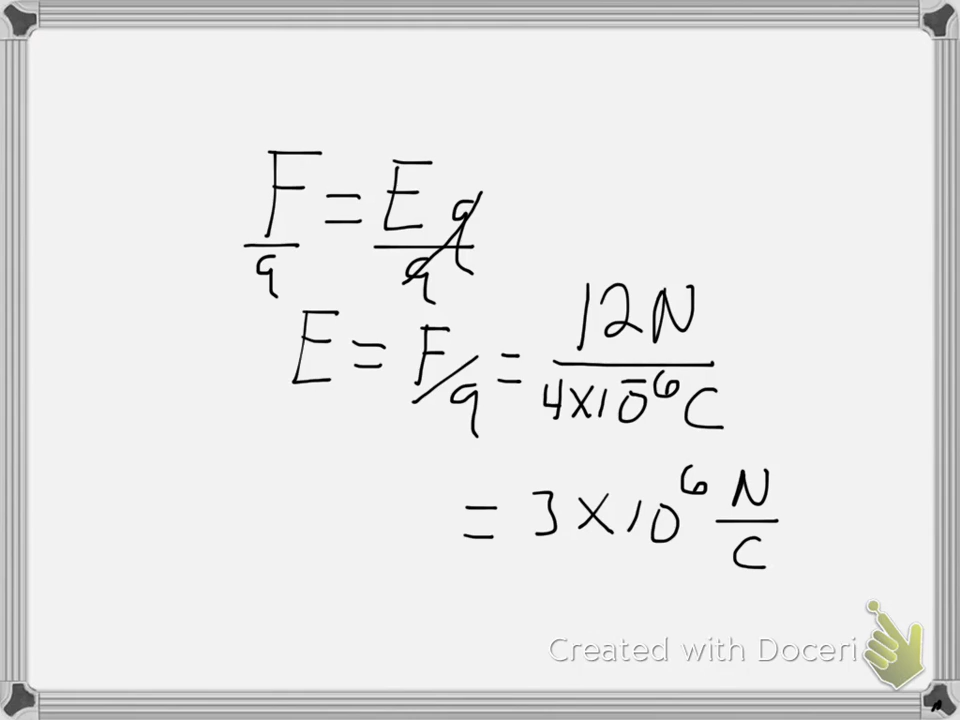 F/q = Eq/q
E = F/q = 12N/4×10⁻⁶C
= 3×10⁶ N/C
Created with Doceri